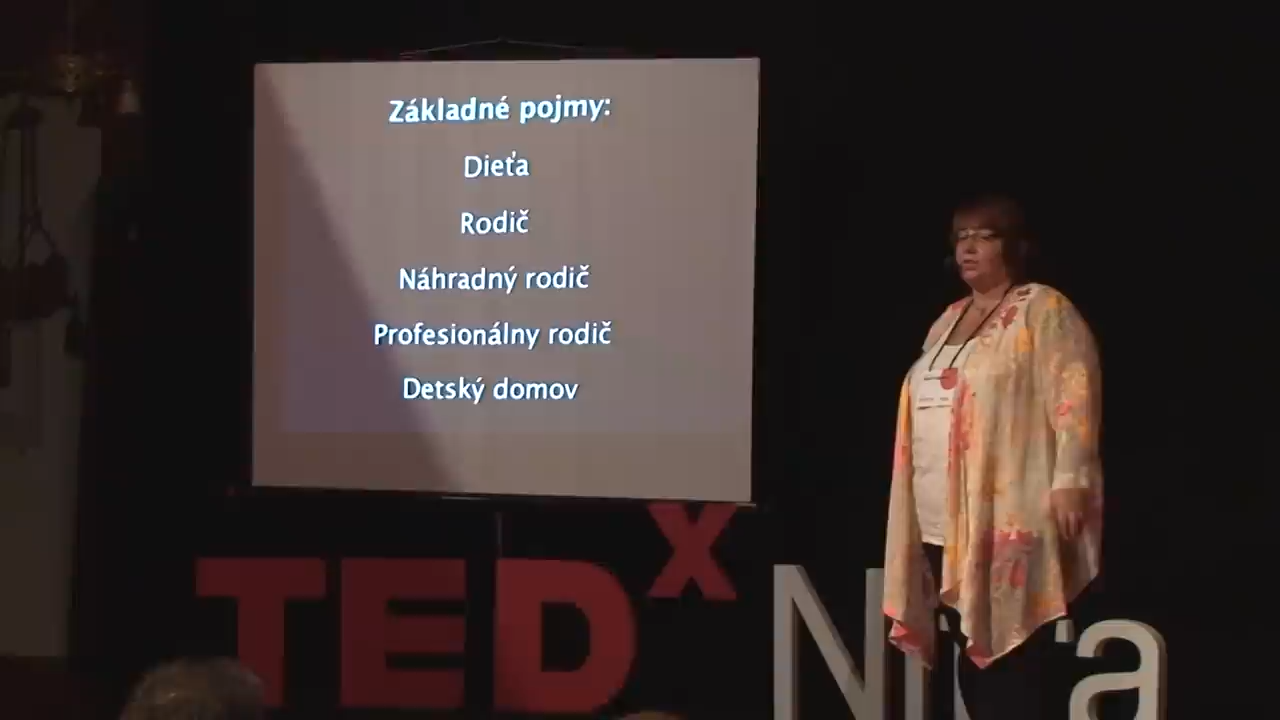 Základné pojmy:
Dieťa
Rodič
Náhradný rodič
Profesionálny rodič
Detský domov
TEDx